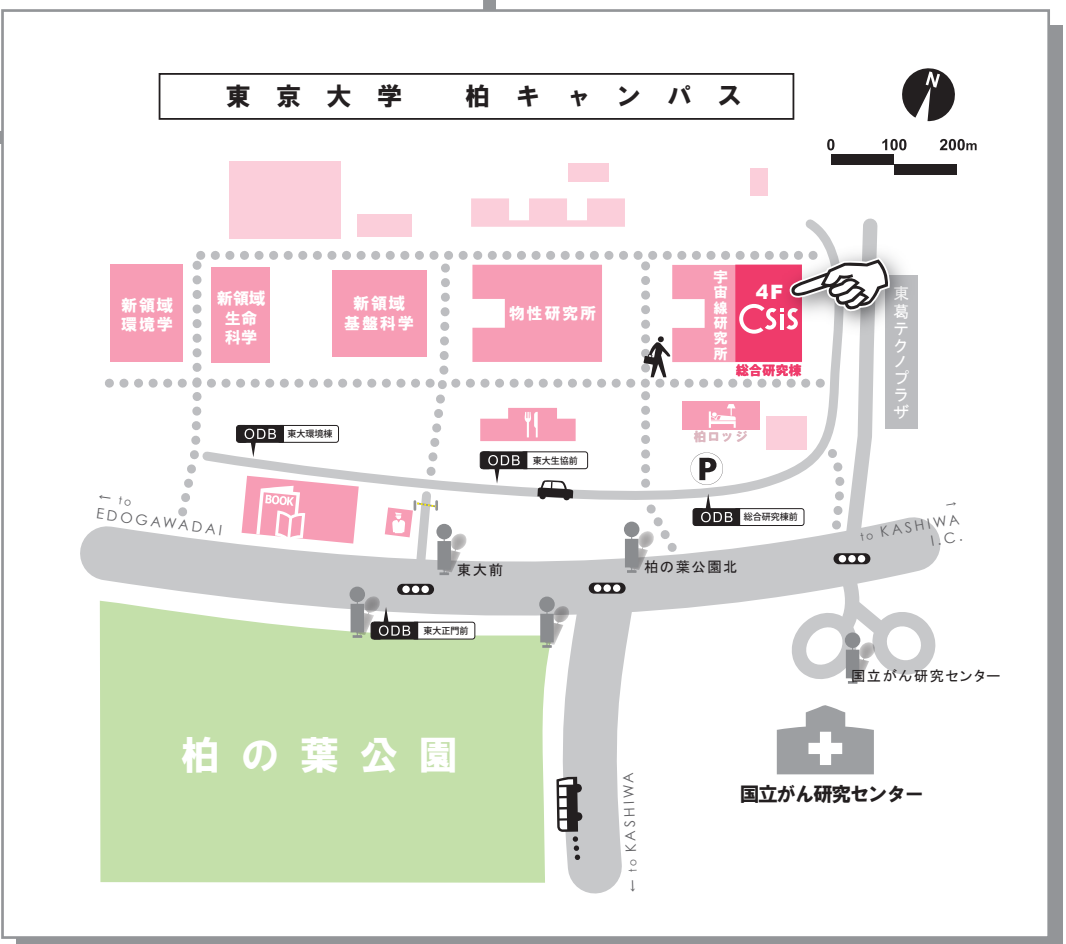 東京大学 柏キャンパス
N
0 100 200m
新領域
環境学
新領域
生命
科学
新領域
基盤科学
物性研究所
宇宙線研究所
4F
CSiS
総合研究棟
東葛テクノプラザ
柏ロッジ
ODB 東大環境棟
ODB 東大生協前
P
ODB 総合研究棟前
BOOK
← to
EDOGAWADAI
→
to KASHIWA
I.C.
東大前
柏の葉公園北
ODB 東大正門前
国立がん研究センター
柏の葉公園
国立がん研究センター
← to KASHIWA